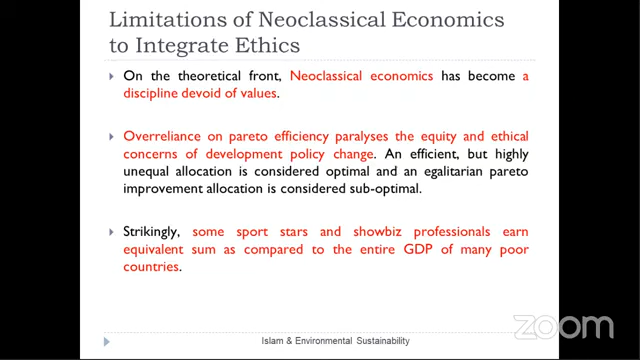 Limitations of Neoclassical Economics
to Integrate Ethics
On the theoretical front, Neoclassical economics has become a
discipline devoid of values.
Overreliance on pareto efficiency paralyses the equity and ethical
concerns of development policy change. An efficient, but highly
unequal allocation is considered optimal and an egalitarian pareto
improvement allocation is considered sub-optimal.
Strikingly, some sport stars and showbiz professionals earn
equivalent sum as compared to the entire GDP of many poor
countries.
zoom
Islam & Environmental Sustainability